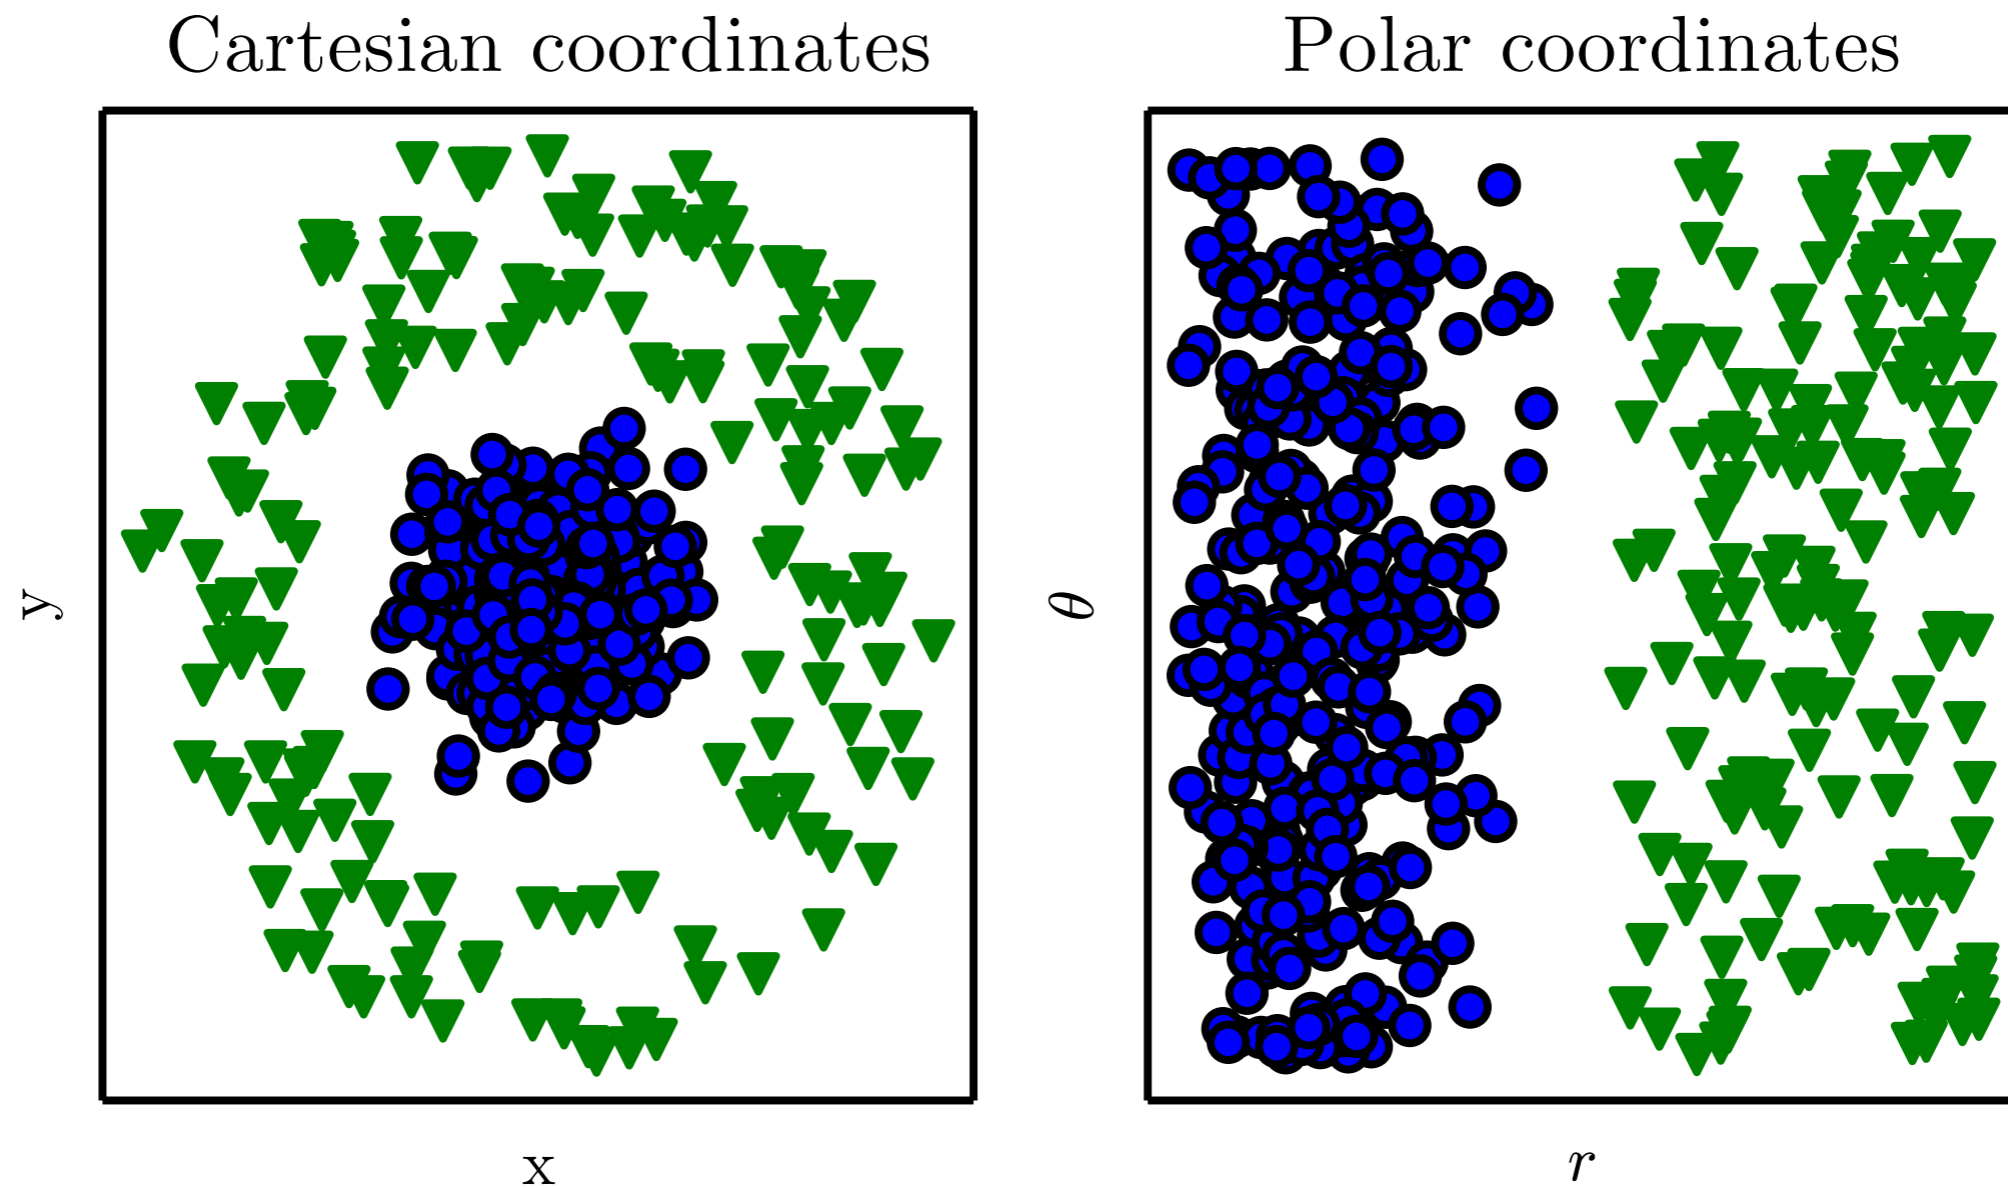 Cartesian coordinates
Polar coordinates
y
θ
x
r